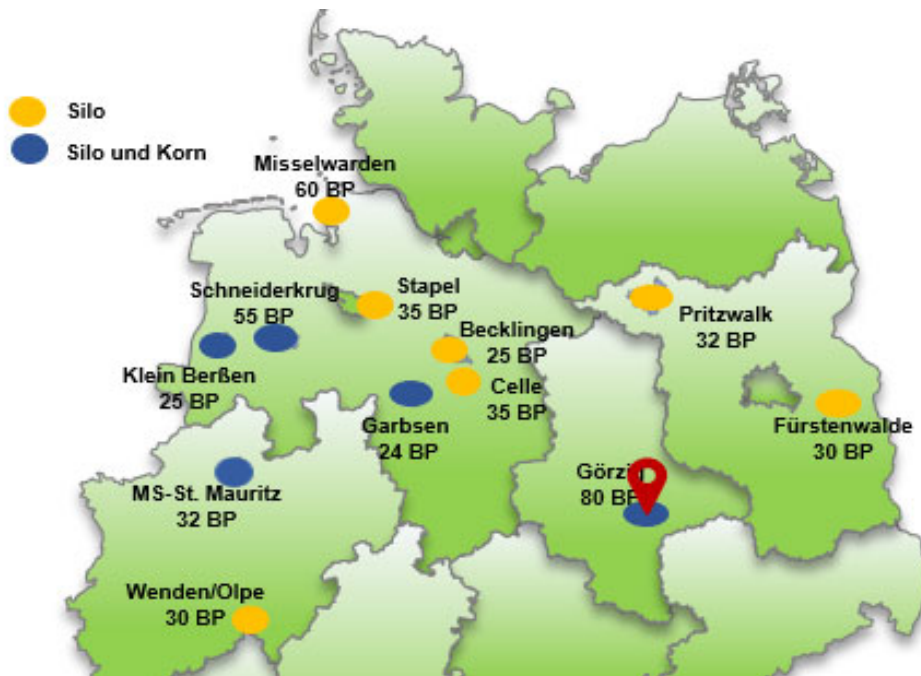 Silo
Silo und Korn
Misselwarden
60 BP
Schneiderkrug
55 BP
Stapel
35 BP
Becklingen
25 BP
Pritzwalk
32 BP
Klein Berßen
25 BP
Celle
35 BP
Garbsen
24 BP
Fürstenwalde
30 BP
MS-St. Mauritz
32 BP
Görzig
80 BP
Wenden/Olpe
30 BP